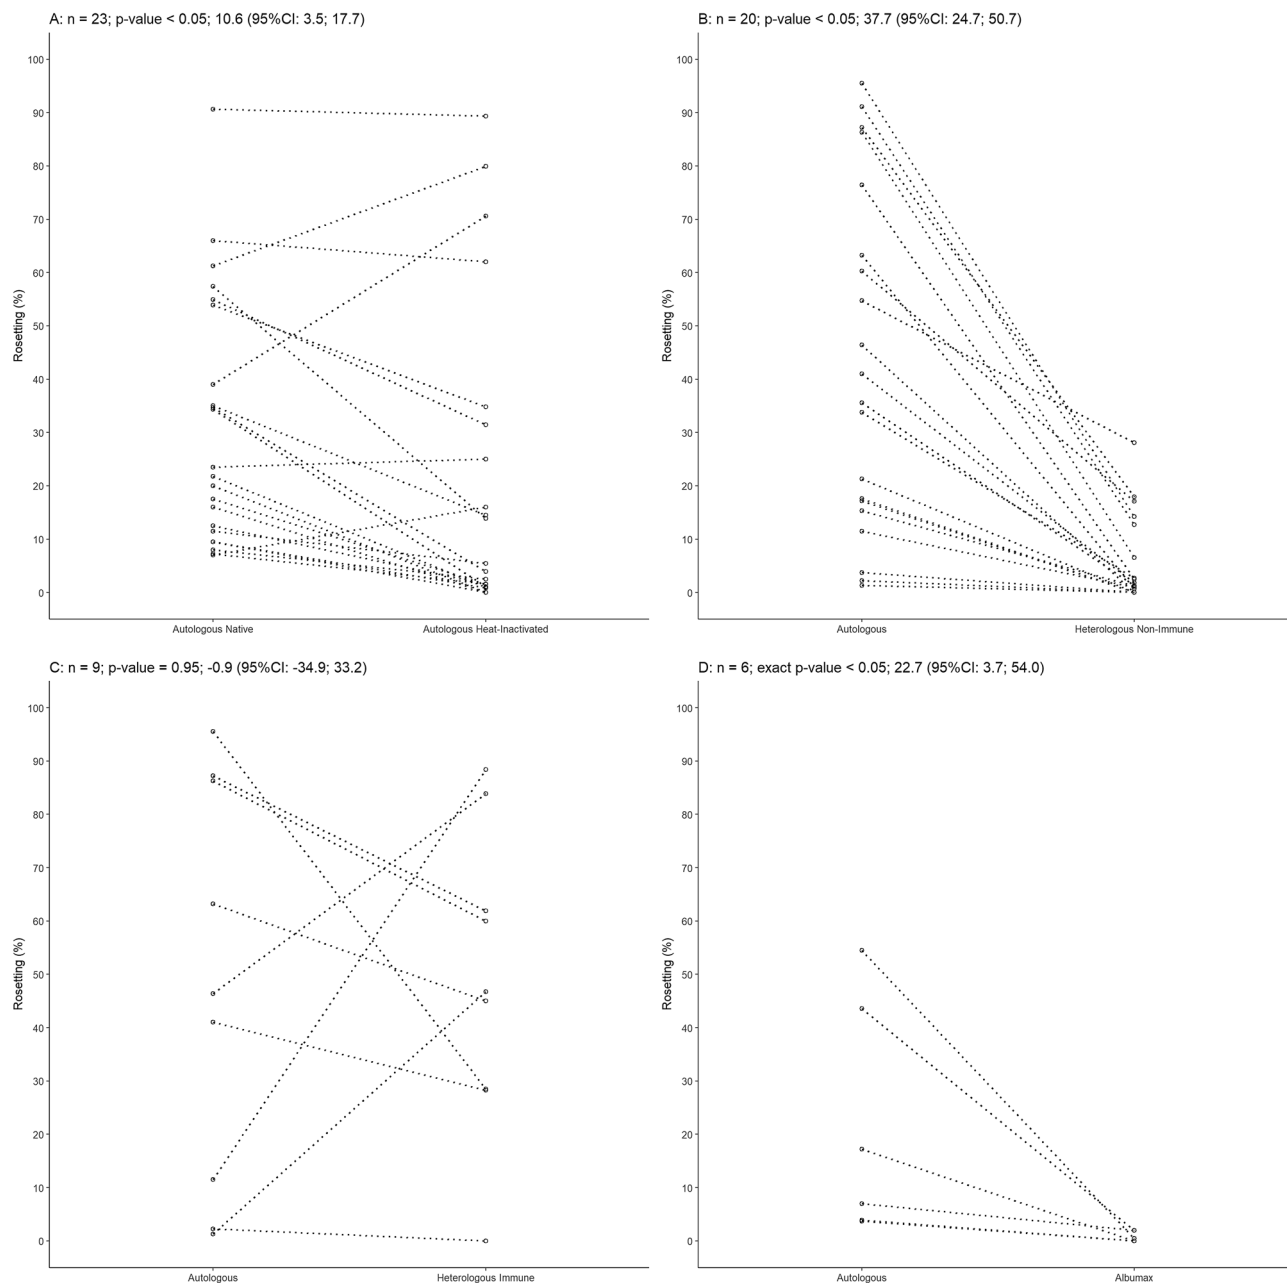 A: n = 23; p-value < 0.05; 10.6 (95%CI: 3.5; 17.7)
100
90
80
70
60
50
40
30
20
10
0
Rosetting (%)
Autologous Native
Autologous Heat-Inactivated
B: n = 20; p-value < 0.05; 37.7 (95%CI: 24.7; 50.7)
100
90
80
70
60
50
40
30
20
10
0
Rosetting (%)
Autologous
Heterologous Non-Immune
C: n = 9; p-value = 0.95; -0.9 (95%CI: -34.9; 33.2)
100
90
80
70
60
50
40
30
20
10
0
Rosetting (%)
Autologous
Heterologous Immune
D: n = 6; exact p-value < 0.05; 22.7 (95%CI: 3.7; 54.0)
100
90
80
70
60
50
40
30
20
10
0
Rosetting (%)
Autologous
Albumax